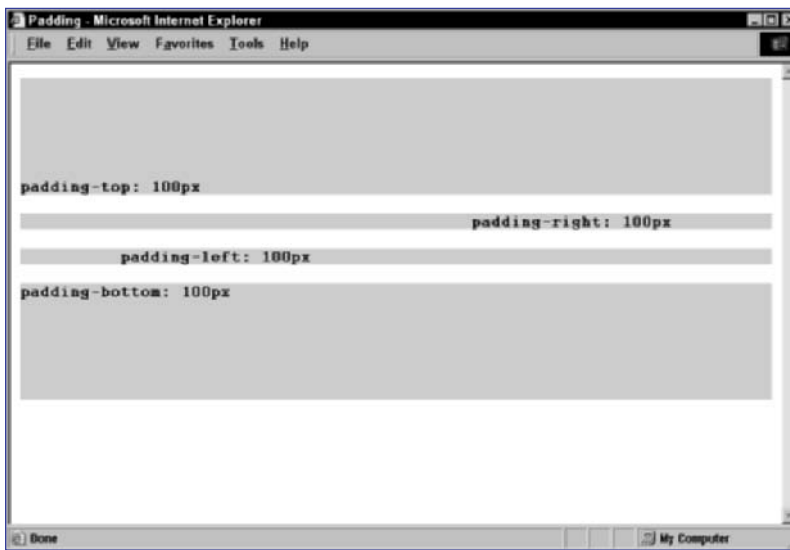 Padding - Microsoft Internet Explorer
File Edit View Favorites Tools Help
padding-top: 100px
padding-right: 100px
padding-left: 100px
padding-bottom: 100px
Done My Computer